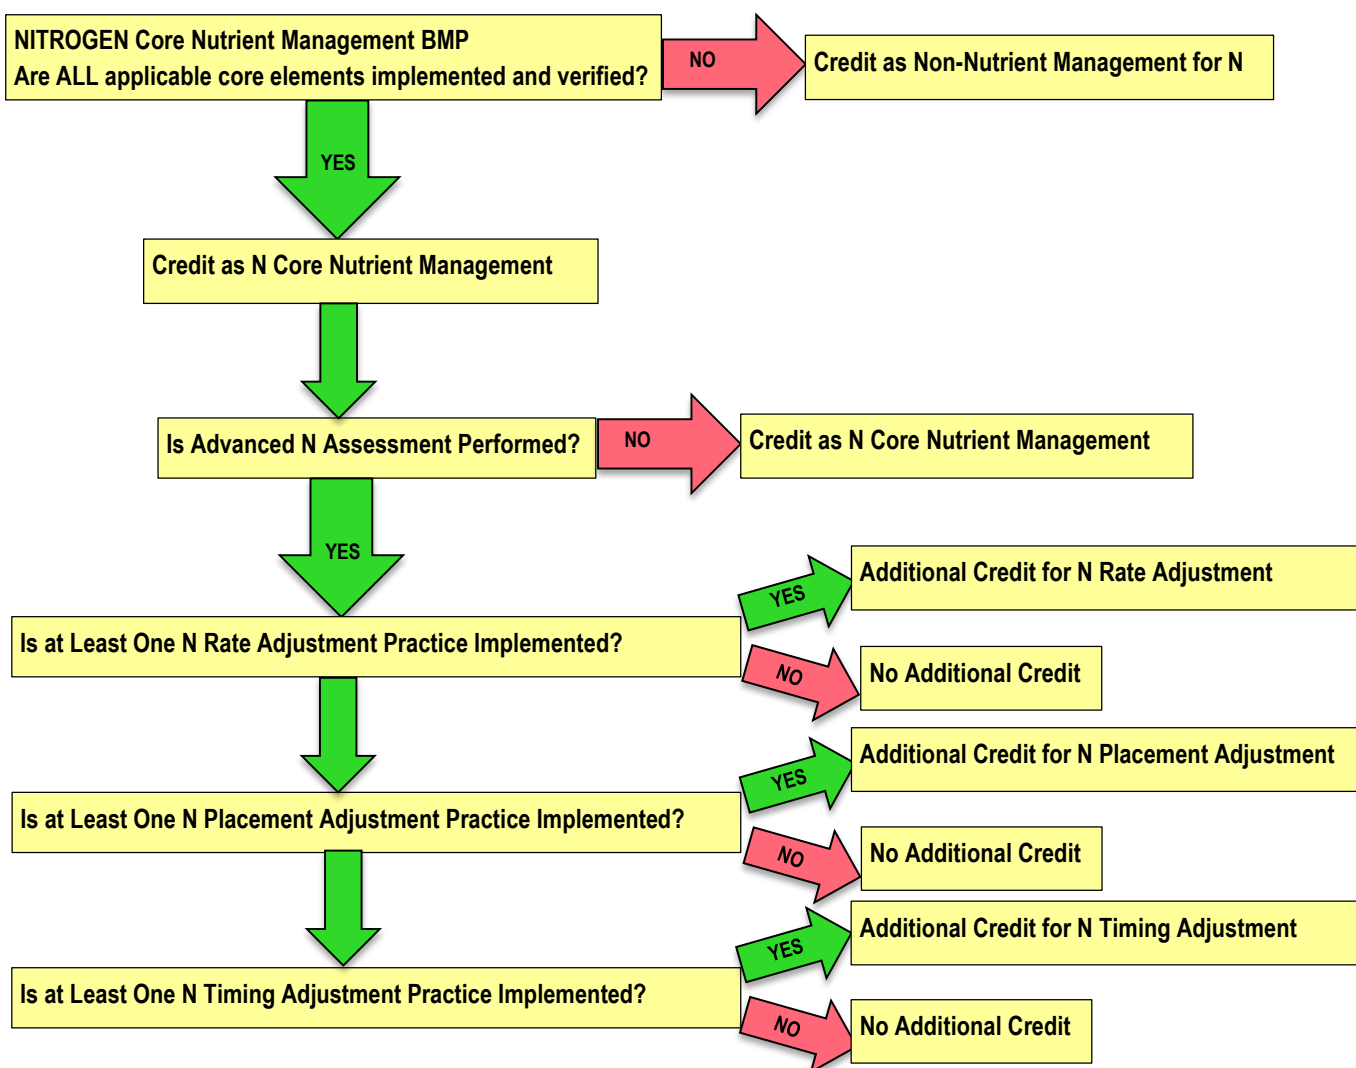 NITROGEN Core Nutrient Management BMP
Are ALL applicable core elements implemented and verified?
NO
Credit as Non-Nutrient Management for N
YES
Credit as N Core Nutrient Management
Is Advanced N Assessment Performed?
NO
Credit as N Core Nutrient Management
YES
Is at Least One N Rate Adjustment Practice Implemented?
YES
Additional Credit for N Rate Adjustment
NO
No Additional Credit
Is at Least One N Placement Adjustment Practice Implemented?
YES
Additional Credit for N Placement Adjustment
NO
No Additional Credit
Is at Least One N Timing Adjustment Practice Implemented?
YES
Additional Credit for N Timing Adjustment
NO
No Additional Credit